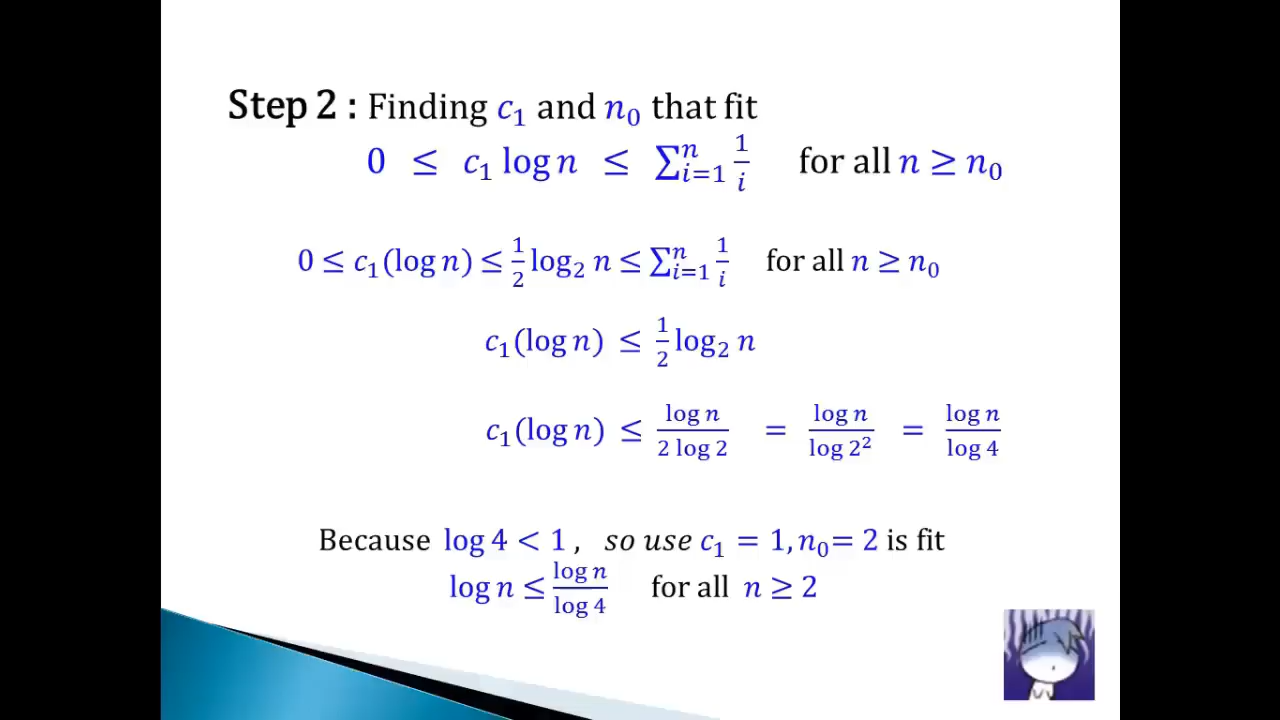 Step 2 : Finding c₁ and n₀ that fit
0 ≤ c₁ log n ≤ ∑ⁿᵢ₌₁ 1/i for all n ≥ n₀
0 ≤ c₁(log n) ≤ 1/2 log₂ n ≤ ∑ⁿᵢ₌₁ 1/i for all n ≥ n₀
c₁(log n) ≤ 1/2 log₂ n
c₁(log n) ≤ log n / 2 log 2 = log n / log 2² = log n / log 4
Because log 4 < 1 , so use c₁ = 1, n₀= 2 is fit
log n ≤ log n / log 4 for all n ≥ 2